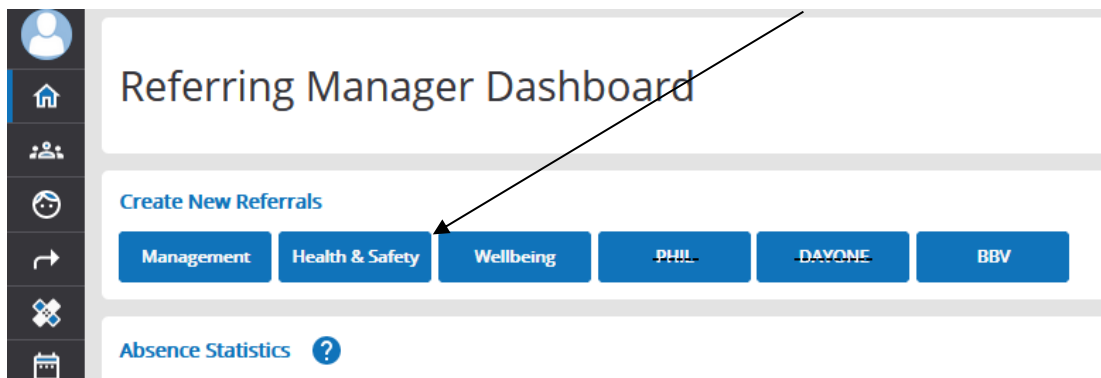 Referring Manager Dashboard
Create New Referrals
Management Health & Safety Wellbeing PHIL DAYONE BBV
Absence Statistics ?